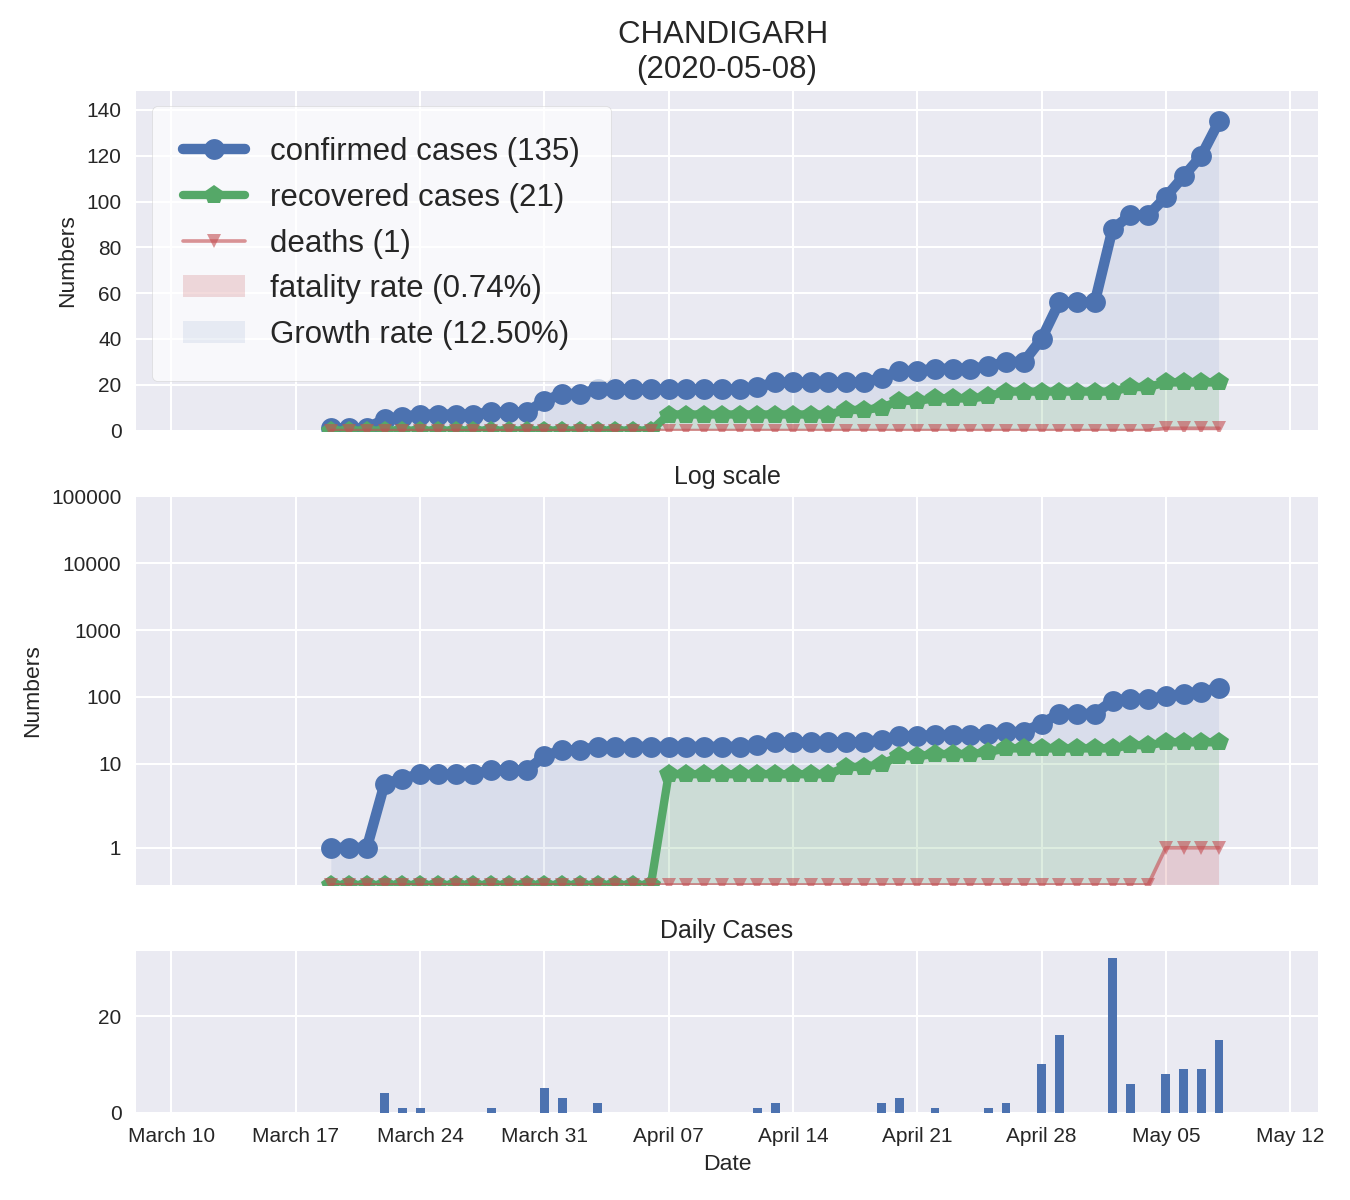 CHANDIGARH
(2020-05-08)
140
120
100
80
60
40
20
0
Numbers
confirmed cases (135)
recovered cases (21)
deaths (1)
fatality rate (0.74%)
Growth rate (12.50%)
Log scale
100000
10000
1000
100
10
1
Numbers
Daily Cases
20
0
March 10 March 17 March 24 March 31 April 07 April 14 April 21 April 28 May 05 May 12
Date